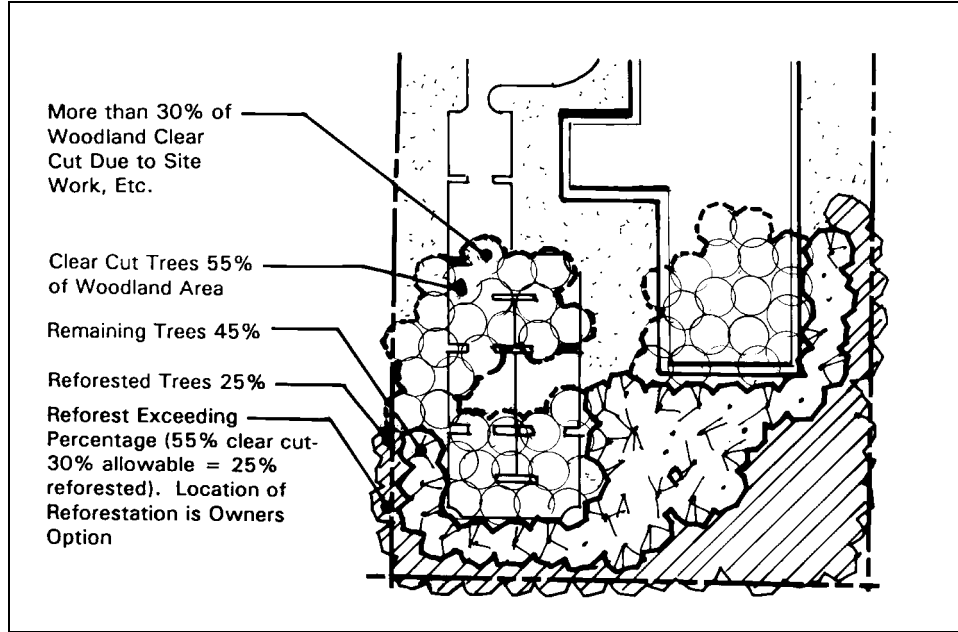 More than 30% of
Woodland Clear
Cut Due to Site
Work, Etc.
Clear Cut Trees 55%
of Woodland Area
Remaining Trees 45%
Reforested Trees 25%
Reforest Exceeding
Percentage (55% clear cut-
30% allowable = 25%
reforested). Location of
Reforestation is Owners
Option